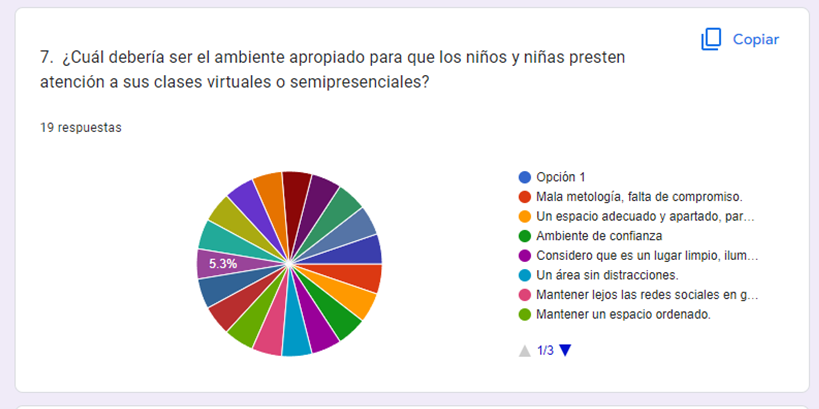 Copiar
7. ¿Cuál debería ser el ambiente apropiado para que los niños y niñas presten
atención a sus clases virtuales o semipresenciales?
19 respuestas
5.3%
Opción 1
Mala metología, falta de compromiso.
Un espacio adecuado y apartado, par...
Ambiente de confianza
Considero que es un lugar limpio, ilum...
Un área sin distracciones.
Mantener lejos las redes sociales en g...
Mantener un espacio ordenado.
1/3